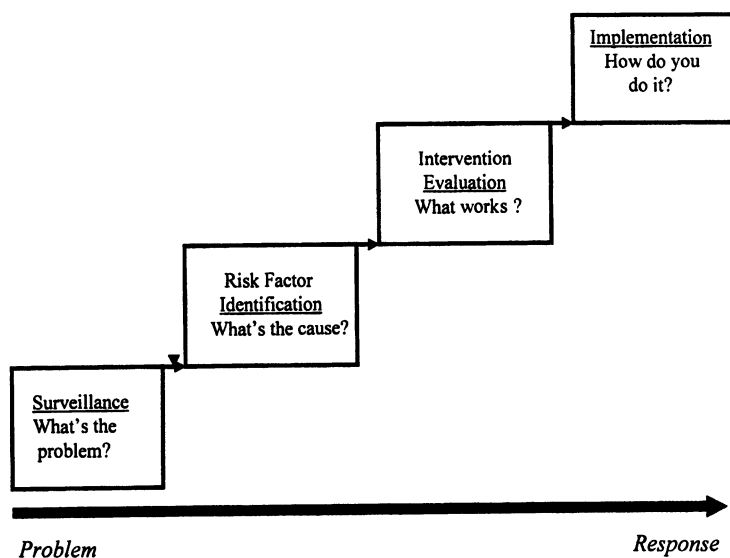 Surveillance
What's the
problem?
Risk Factor
Identification
What's the cause?
Intervention
Evaluation
What works ?
Implementation
How do you
do it?
Problem
Response